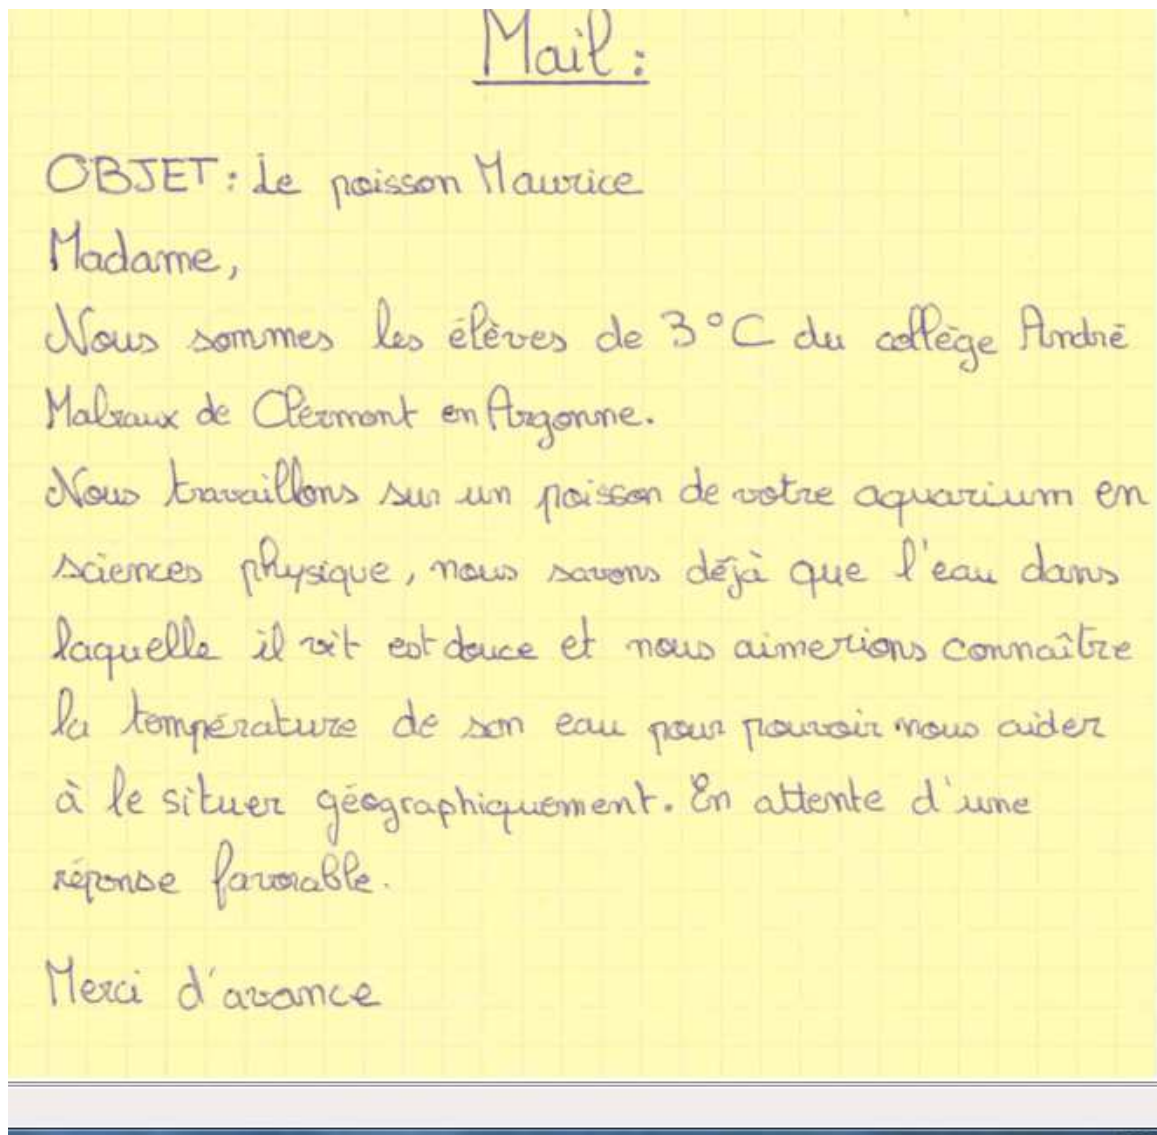 Mail :
OBJET : Le poisson Maurice
Madame,
Nous sommes les élèves de 3°C du collège André
Malraux de Clermont en Argonne.
Nous travaillons sur un poisson de votre aquarium en
sciences physique, nous savons déjà que l'eau dans
laquelle il vit est douce et nous aimerions connaître
la température de son eau pour pouvoir nous aider
à le situer géographiquement. En attente d'une
réponse favorable.
Merci d'avance